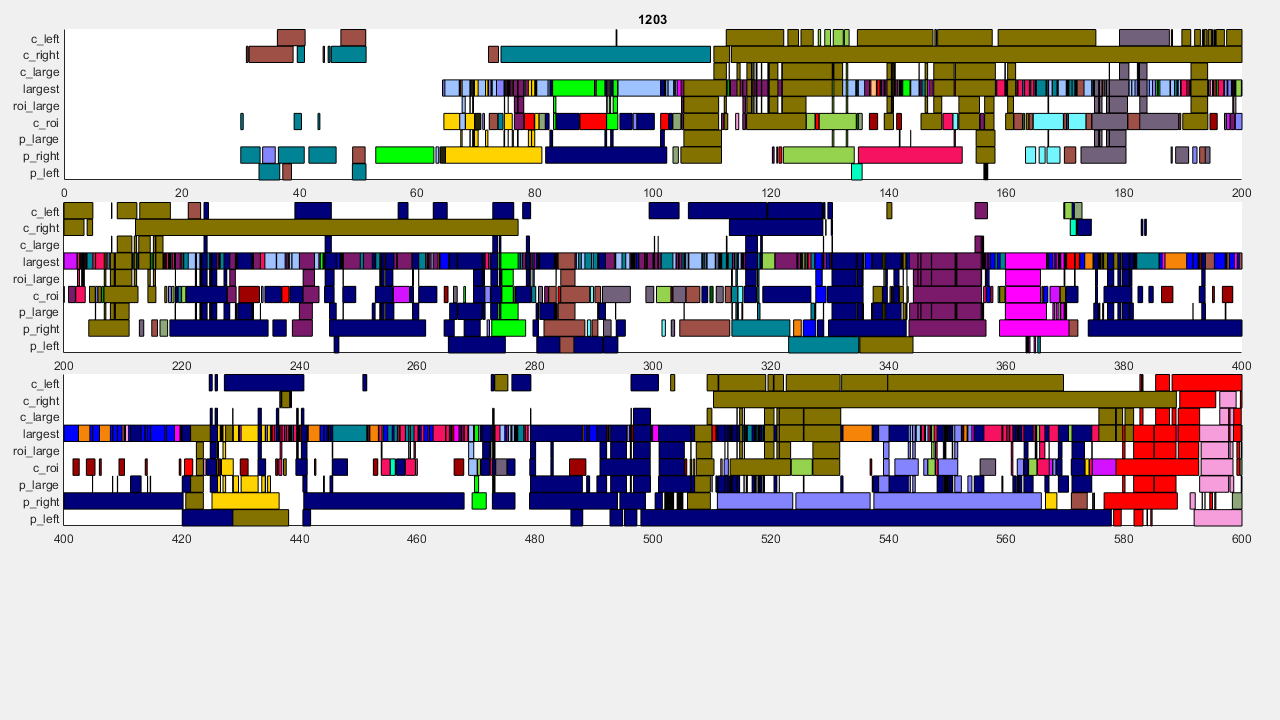 1203
c_left
c_right
c_large
largest
roi_large
c_roi
p_large
p_right
p_left
0 20 40 60 80 100 120 140 160 180 200
c_left
c_right
c_large
largest
roi_large
c_roi
p_large
p_right
p_left
200 220 240 260 280 300 320 340 360 380 400
c_left
c_right
c_large
largest
roi_large
c_roi
p_large
p_right
p_left
400 420 440 460 480 500 520 540 560 580 600